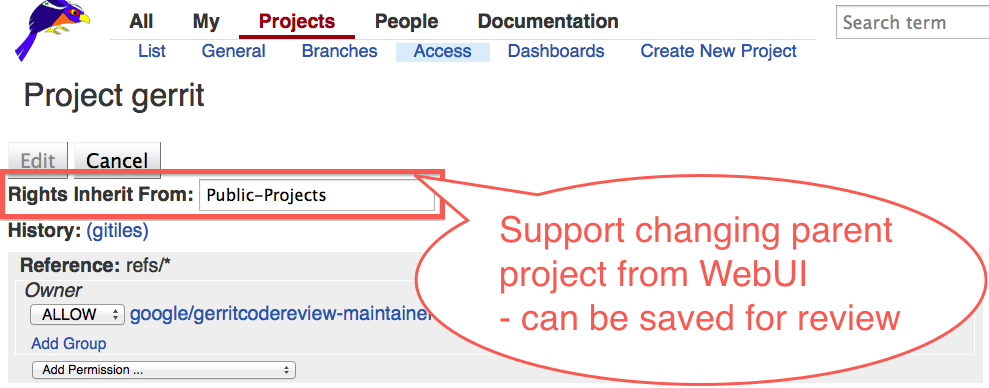 All My Projects People Documentation
Search term
List General Branches Access Dashboards Create New Project
Project gerrit
Edit Cancel
Rights Inherit From: Public-Projects
History: (gitiles)
Reference: refs/*
Owner
ALLOW google/gerritcodereview-maintainer
Add Group
Add Permission ...
Support changing parent
project from WebUI
- can be saved for review